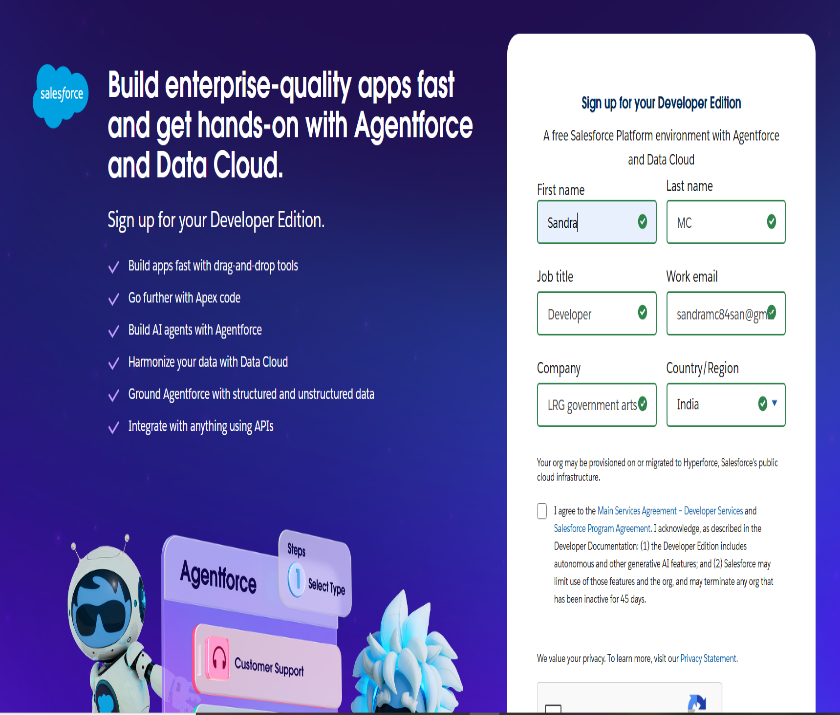 salesforce
Build enterprise-quality apps fast
and get hands-on with Agentforce
and Data Cloud.
Sign up for your Developer Edition.
Build apps fast with drag-and-drop tools
Go further with Apex code
Build AI agents with Agentforce
Harmonize your data with Data Cloud
Ground Agentforce with structured and unstructured data
Integrate with anything using APIs
Agentforce
Steps
1
Select Type
Customer Support
Sign up for your Developer Edition
A free Salesforce Platform environment with Agentforce
and Data Cloud
First name
Last name
Sandra
MC
Job title
Work email
Developer
sandramc84san@gm
Company
Country/Region
LRG government arts
India
Your org may be provisioned on or migrated to Hyperforce, Salesforce's public
cloud infrastructure.
I agree to the Main Services Agreement – Developer Services and
Salesforce Program Agreement. I acknowledge, as described in the
Developer Documentation: (1) the Developer Edition includes
autonomous and other generative AI features; and (2) Salesforce may
limit use of those features and the org, and may terminate any org that
has been inactive for 45 days.
We value your privacy. To learn more, visit our Privacy Statement.